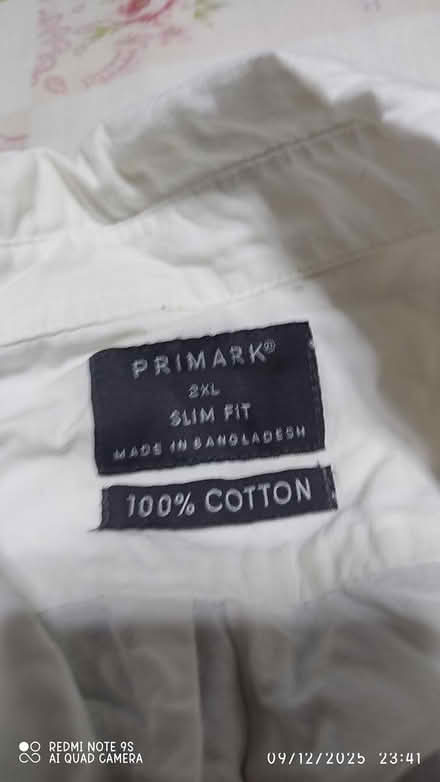 PRIMARK®
2XL
SLIM FIT
MADE IN BANGLADESH
100% COTTON
REDMI NOTE 9S
AI QUAD CAMERA
09/12/2025 23:41